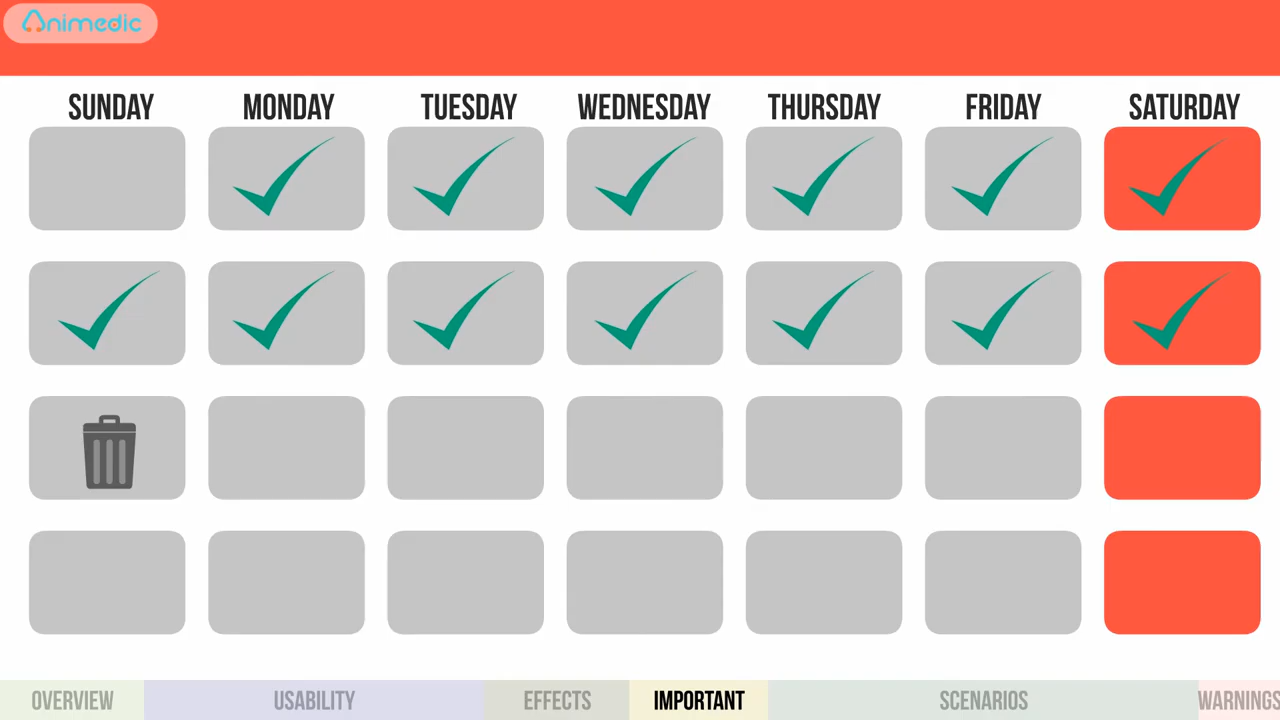 Animedic
SUNDAY MONDAY TUESDAY WEDNESDAY THURSDAY FRIDAY SATURDAY
OVERVIEW USABILITY EFFECTS IMPORTANT SCENARIOS WARNINGS